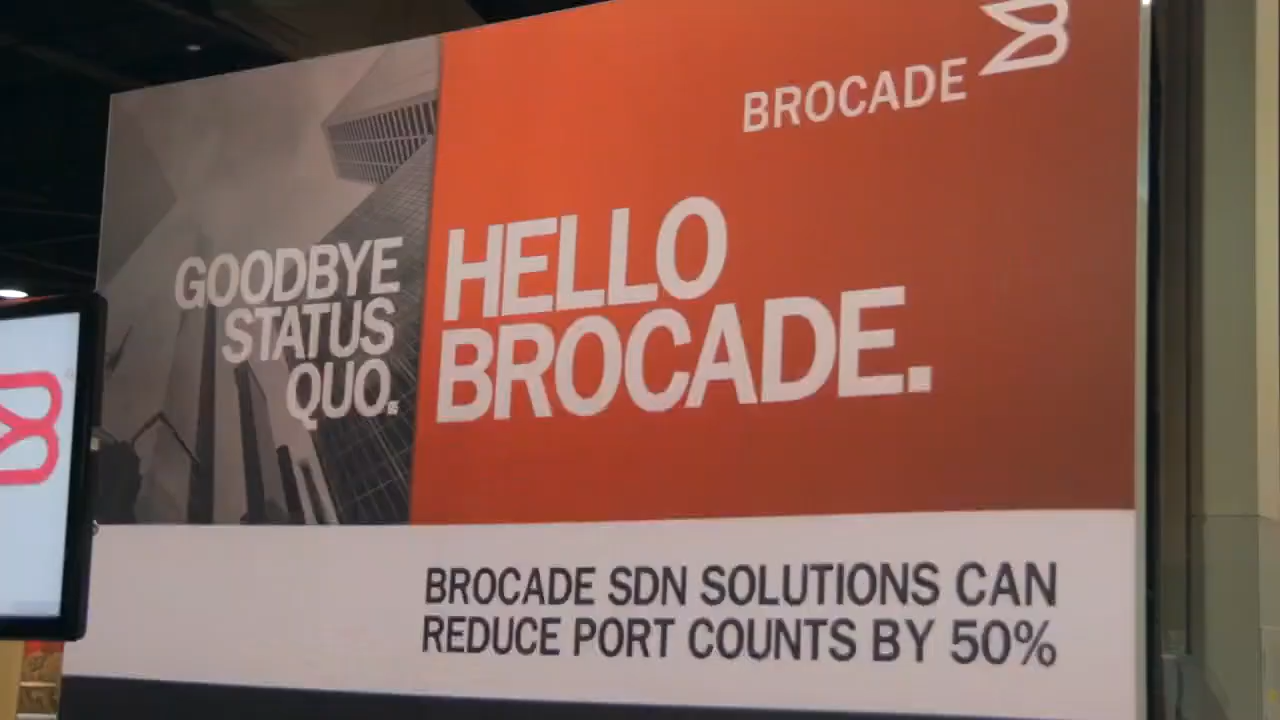 BROCADE
GOODBYE
STATUS
QUO.
HELLO
BROCADE.
BROCADE SDN SOLUTIONS CAN
REDUCE PORT COUNTS BY 50%